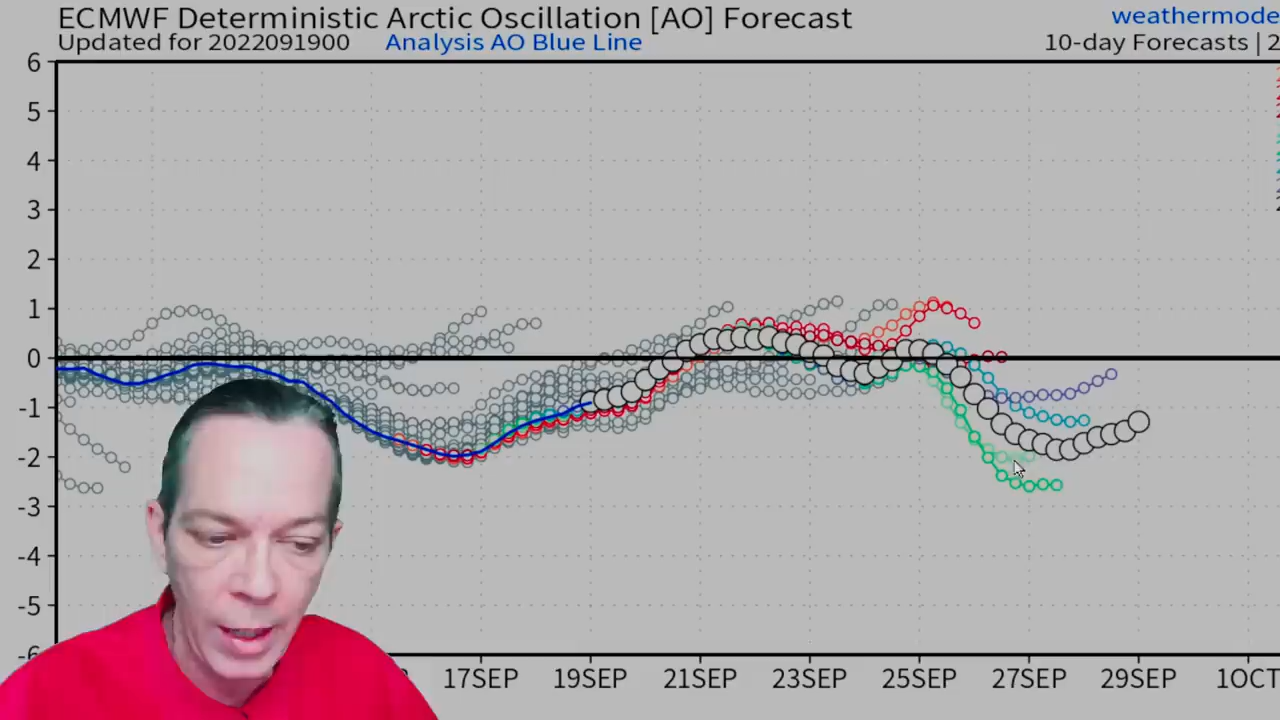 ECMWF Deterministic Arctic Oscillation [AO] Forecast
weathermode
Updated for 2022091900 Analysis AO Blue Line
10-day Forecasts | 2
6
5
4
3
2
1
0
-1
-2
-3
-4
-5
-6
17SEP 19SEP 21SEP 23SEP 25SEP 27SEP 29SEP 1OCT